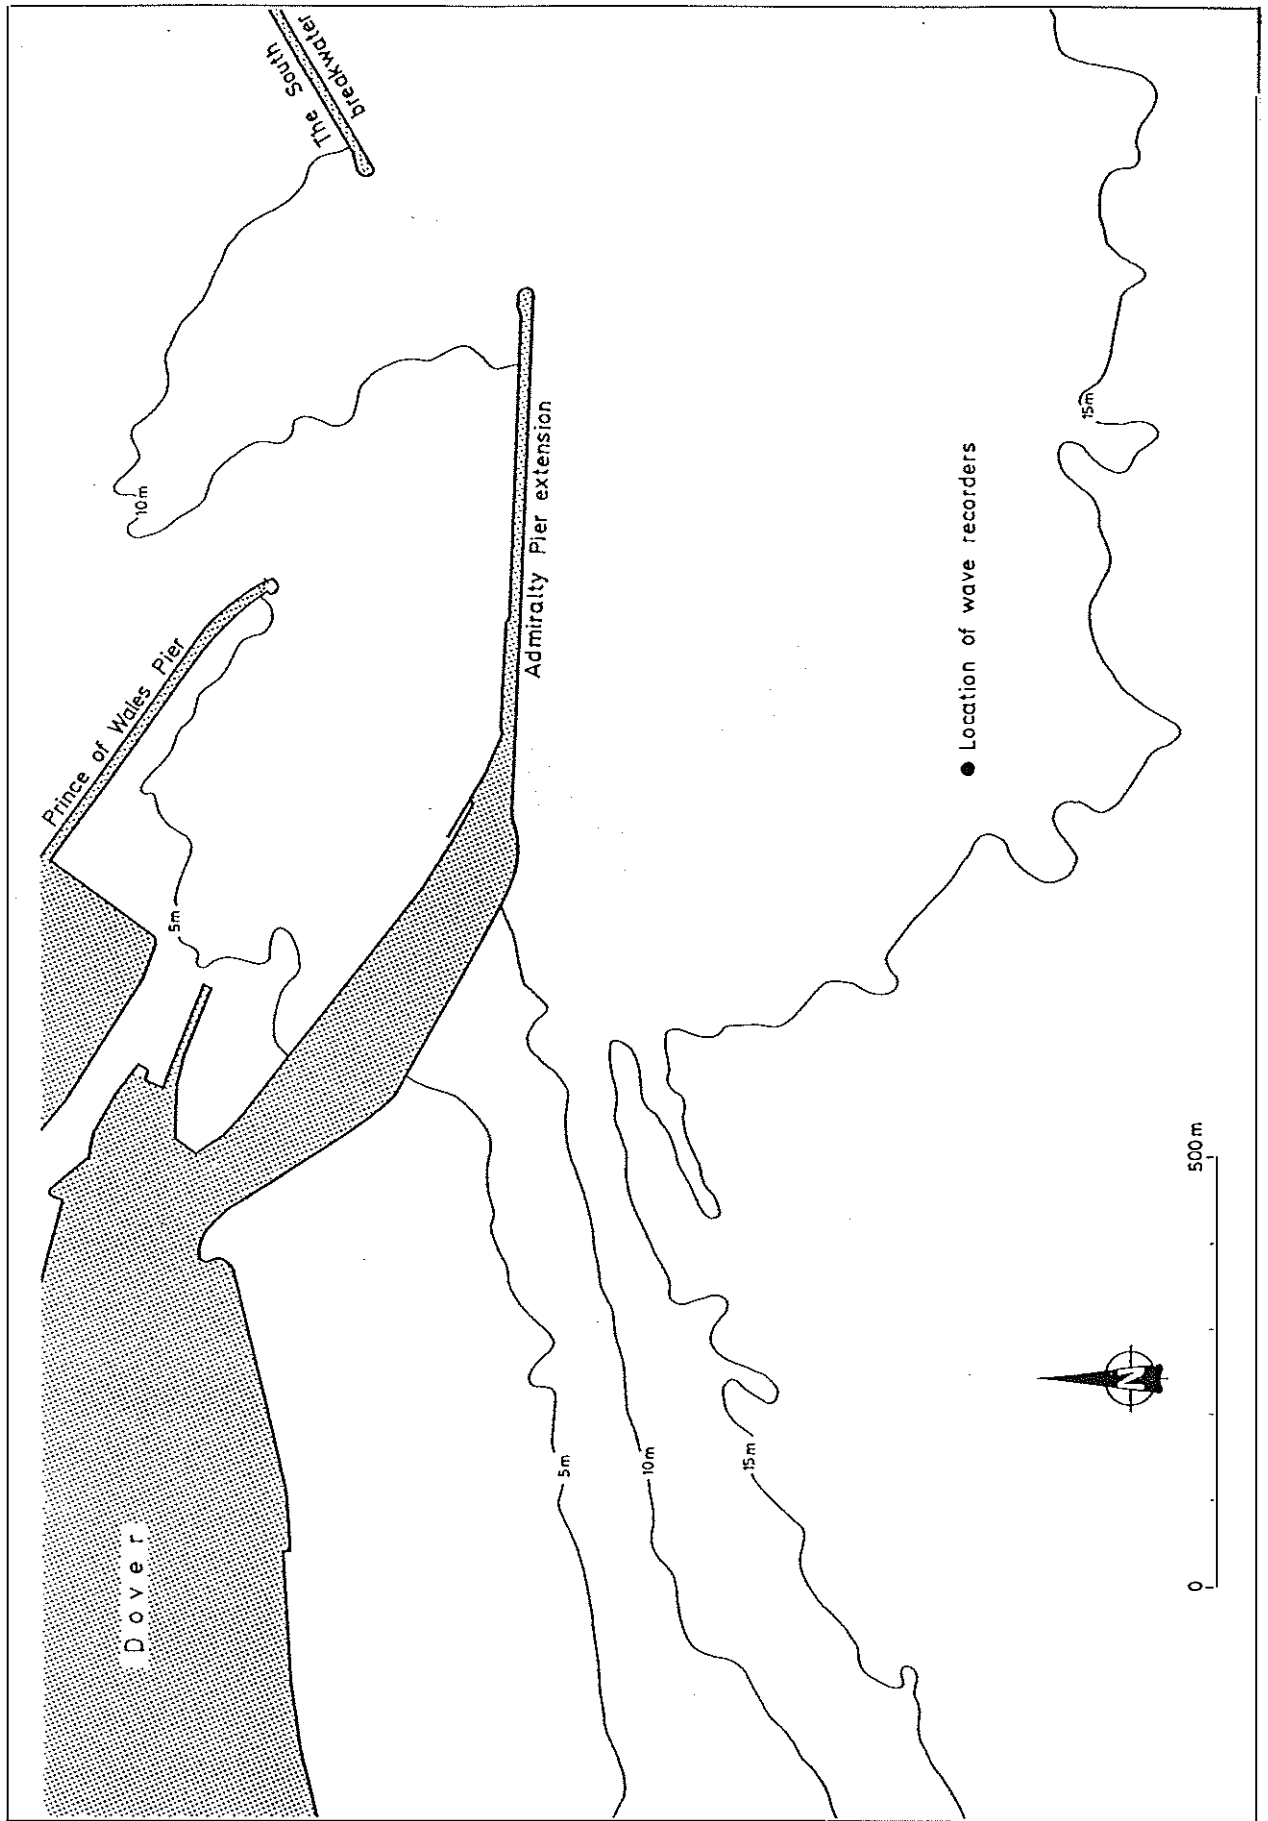 The South
breakwater
10m
Prince of Wales Pier
5m
Admiralty Pier extension
15m
Location of wave recorders
Dover
5m
10m
15m
0
500m
N